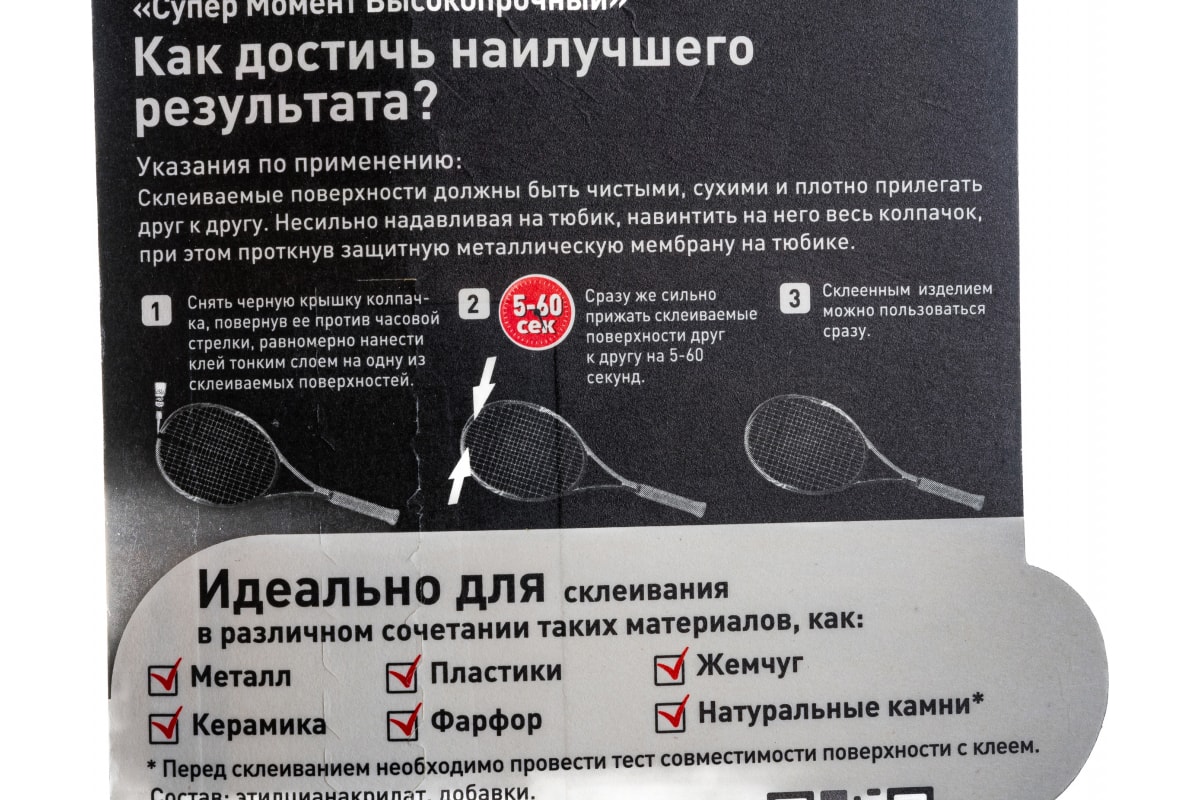 «Супер Момент Высокопрочный»
Как достичь наилучшего
результата?
Указания по применению:
Склеиваемые поверхности должны быть чистыми, сухими и плотно прилегать
друг к другу. Несильно надавливая на тюбик, навинтить на него весь колпачок,
при этом проткнув защитную металлическую мембрану на тюбике.
1
Снять черную крышку колпач-
ка, повернув ее против часовой
стрелки, равномерно нанести
клей тонким слоем на одну из
склеиваемых поверхностей.
2
5-60
сек
Сразу же сильно
прижать склеиваемые
поверхности друг
к другу на 5-60
секунд.
3
Склеенным изделием
можно пользоваться
сразу.
Идеально для склеивания
в различном сочетании таких материалов, как:
Металл
Пластики
Жемчуг
Керамика
Фарфор
Натуральные камни*
* Перед склеиванием необходимо провести тест совместимости поверхности с клеем.
Состав: этилцианакрилат, добавки.